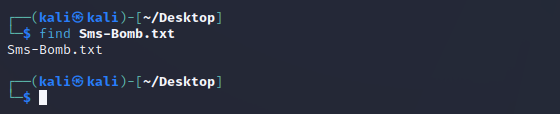 ┌──(kali㉿kali)-[~/Desktop]
└─$ find Sms-Bomb.txt
Sms-Bomb.txt
┌──(kali㉿kali)-[~/Desktop]
└─$